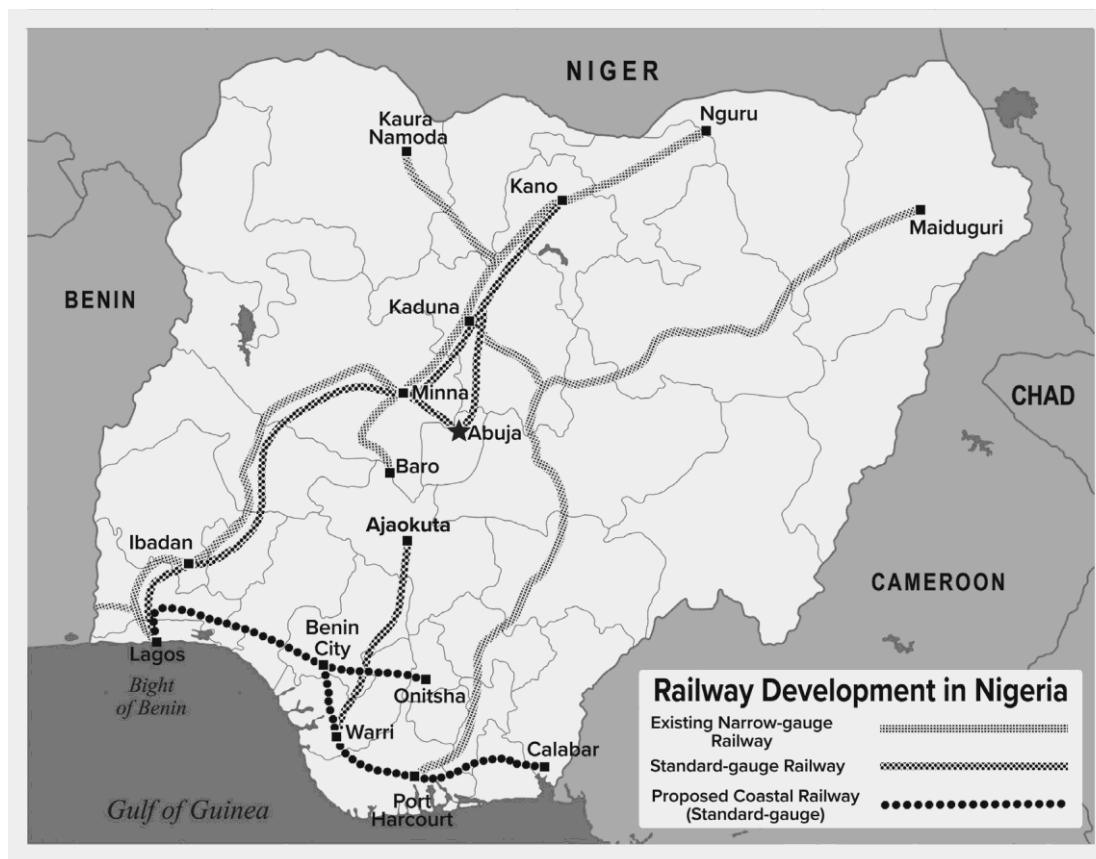 NIGER
Kaura
Namoda
Nguru
Kano
Maiduguri
BENIN
Kaduna
CHAD
Minna
Abuja
Baro
Ajaokuta
Ibadan
CAMEROON
Benin
City
Lagos
Onitsha
Bight
of Benin
Warri
Calabar
Port
Harcourt
Gulf of Guinea
Railway Development in Nigeria
Existing Narrow-gauge
Railway
Standard-gauge Railway
Proposed Coastal Railway
(Standard-gauge)